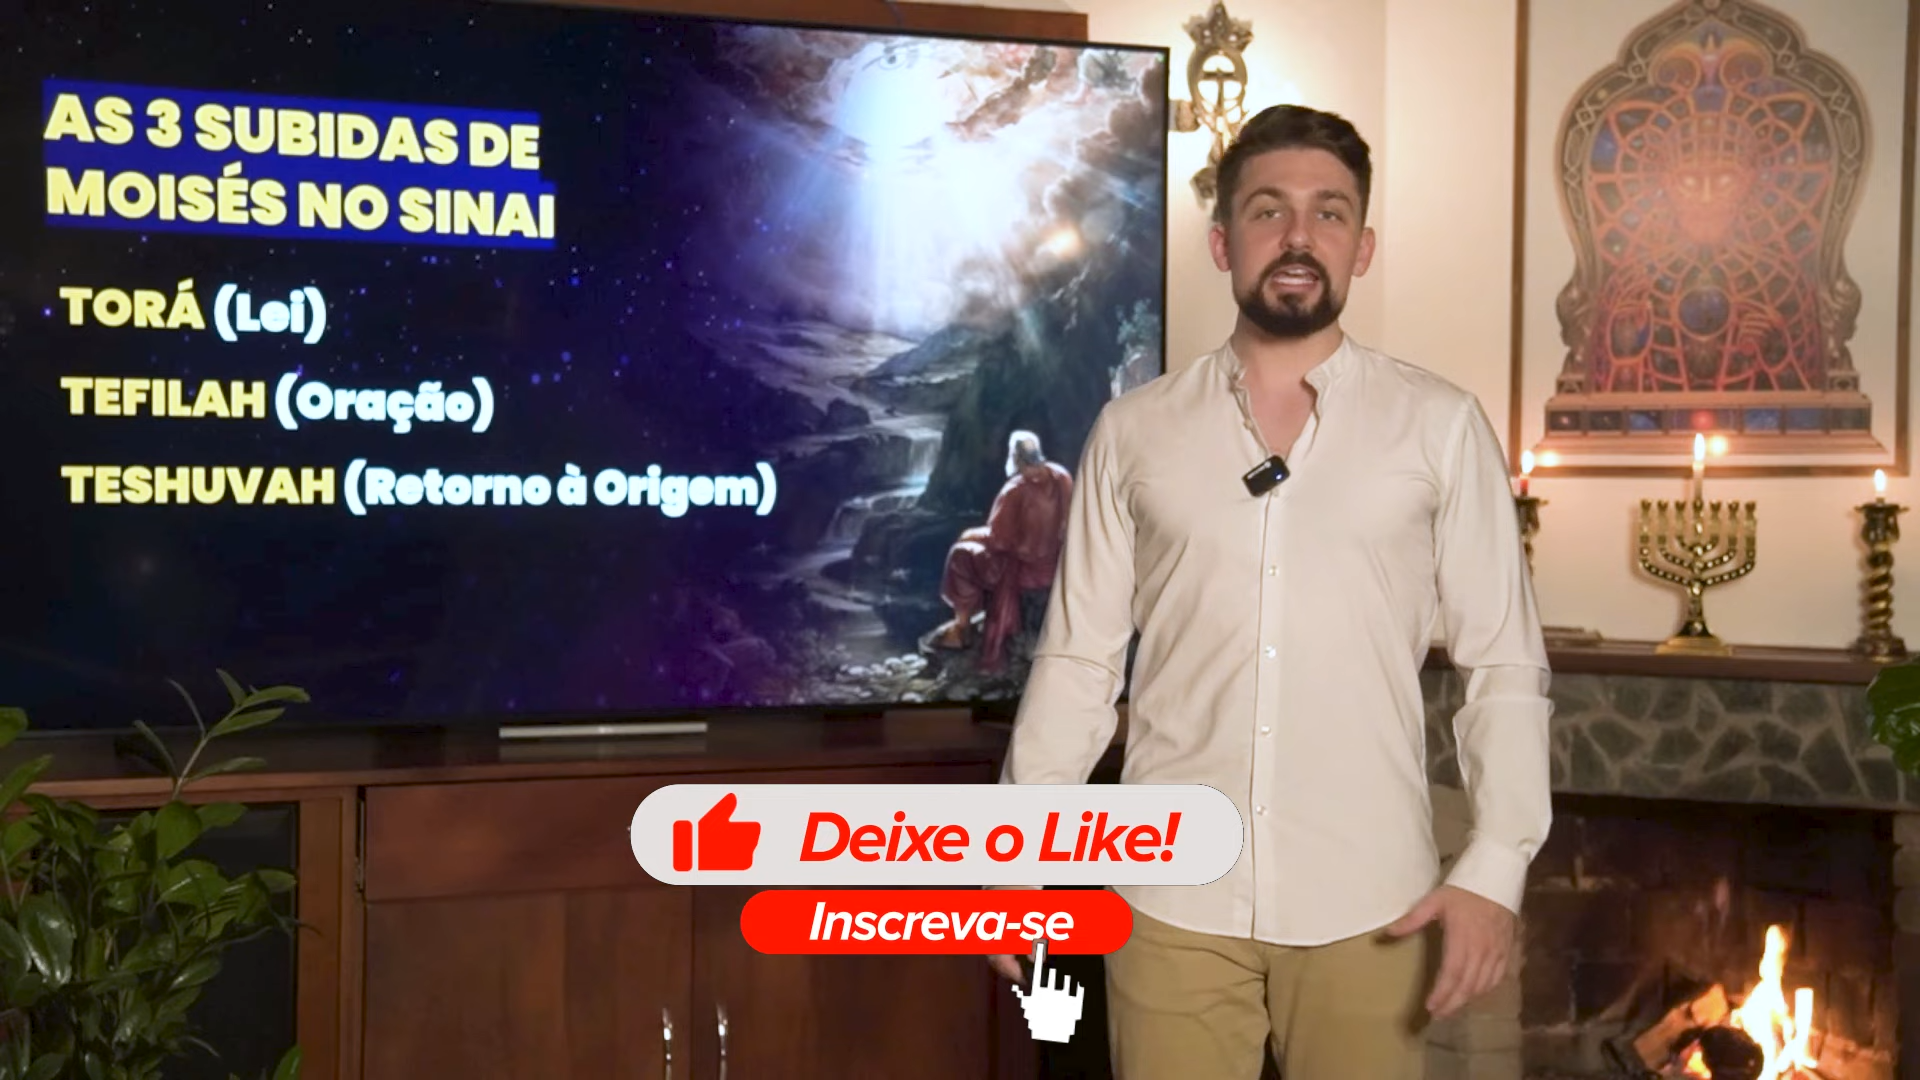 AS 3 SUBIDAS DE
MOISÉS NO SINAI
TORÁ (Lei)
TEFILAH (Oração)
TESHUVAH (Retorno à Origem)
Deixe o Like!
Inscreva-se